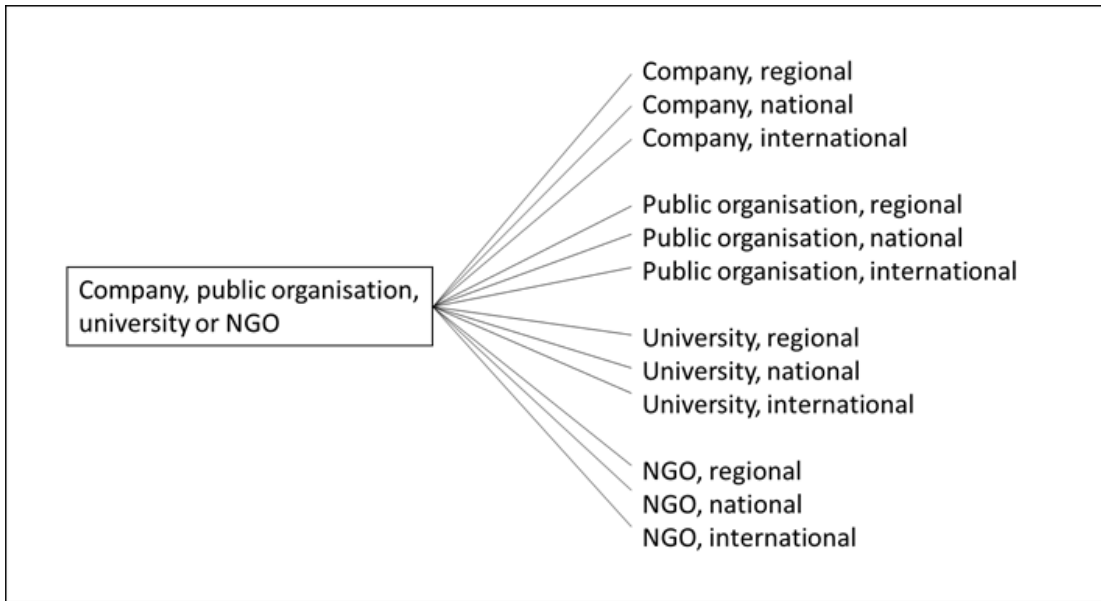 Company, regional
Company, national
Company, international
Public organisation, regional
Public organisation, national
Public organisation, international
Company, public organisation,
university or NGO
University, regional
University, national
University, international
NGO, regional
NGO, national
NGO, international